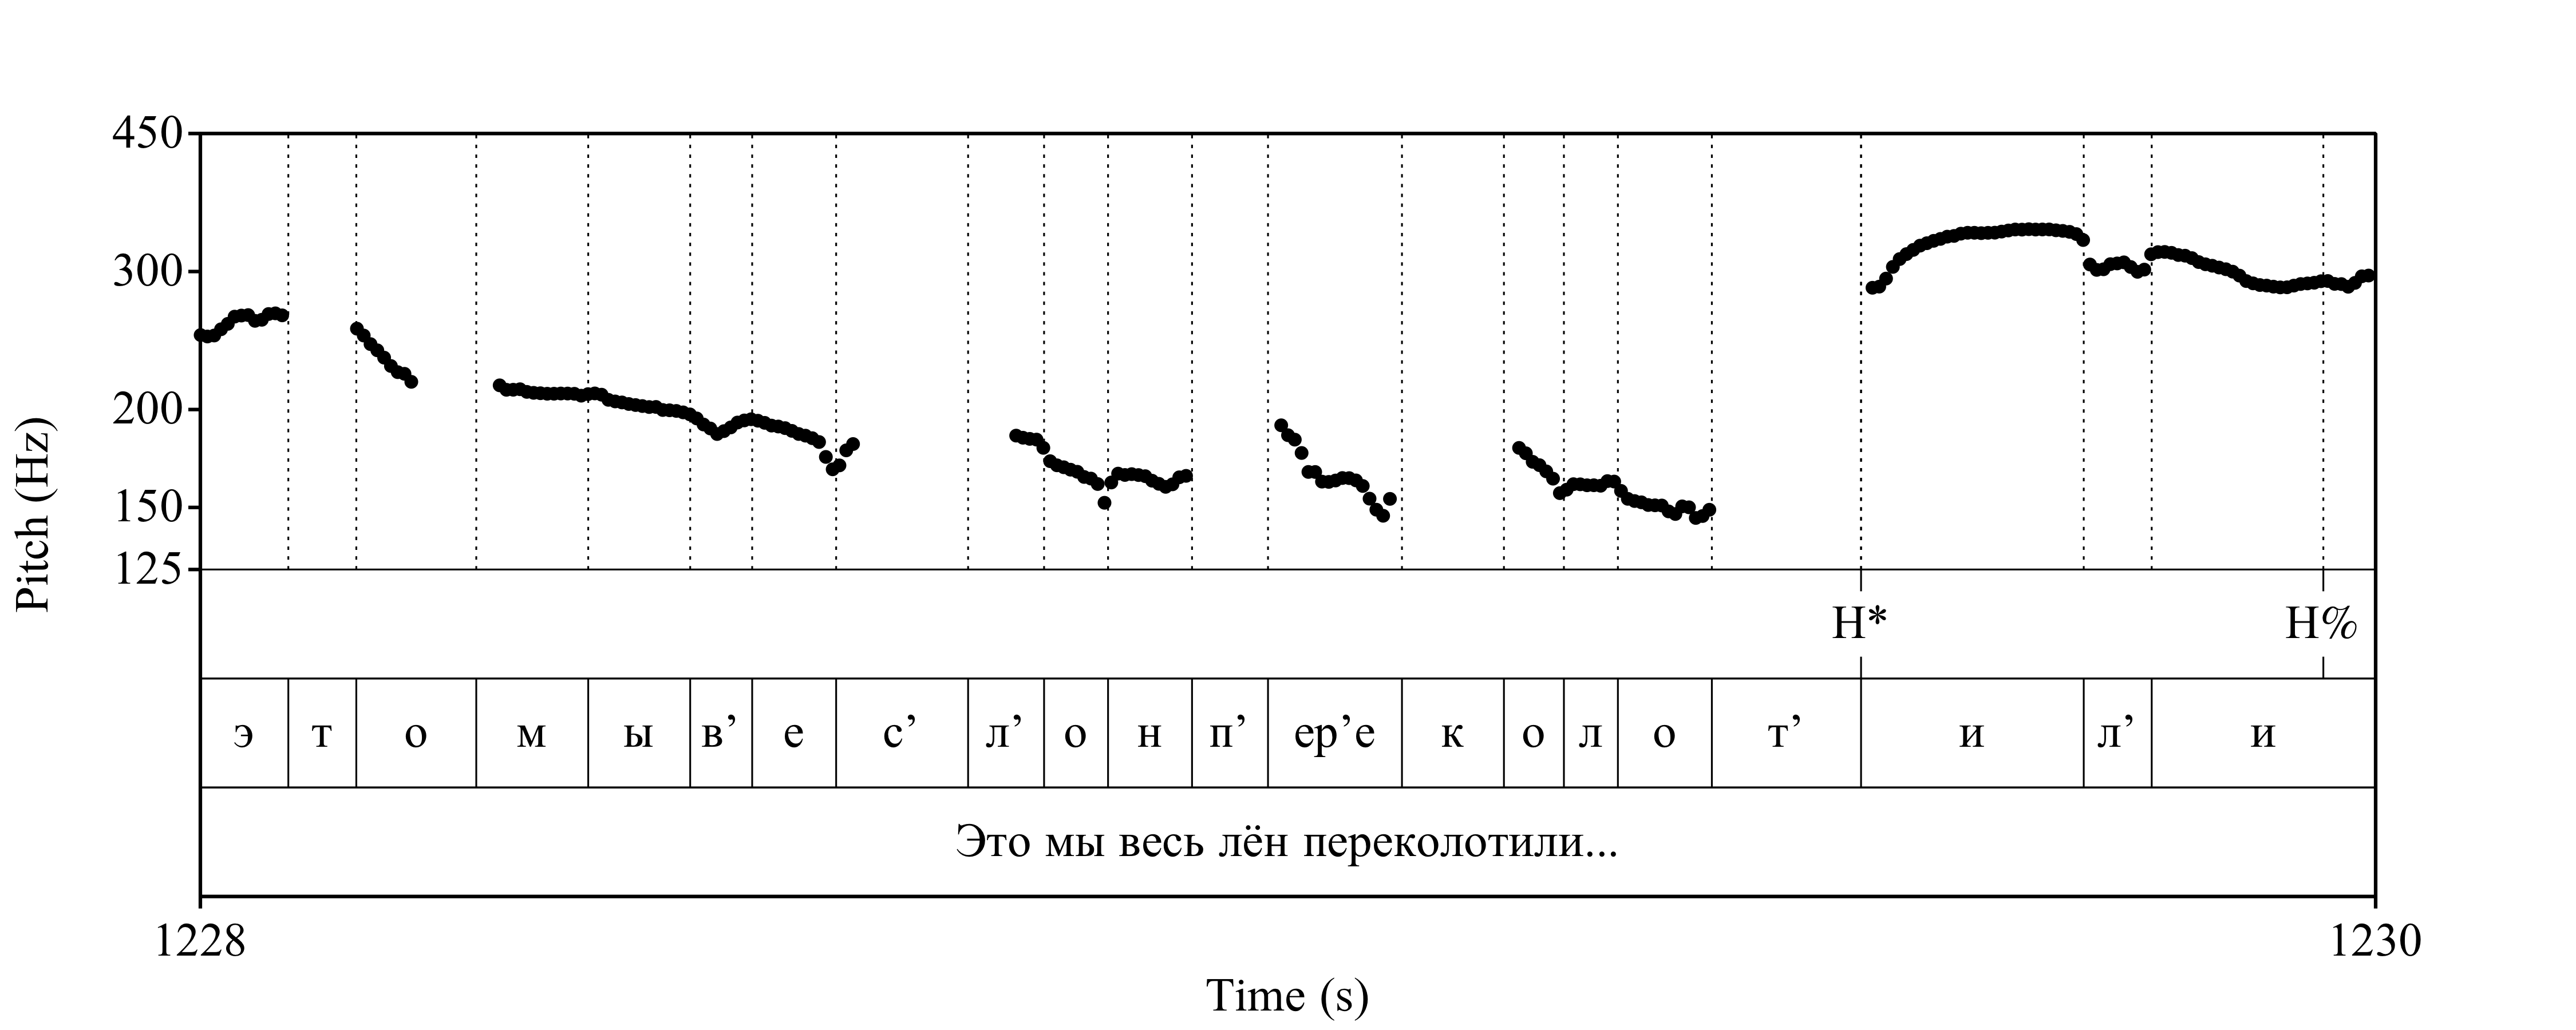 450
300
200
150
125
Pitch (Hz)
H* H%
э т о м ы в’ е с’ л’ о н п’ ер’е к о л о т’ и л’ и
Это мы весь лён переколотили...
1228 1230
Time (s)